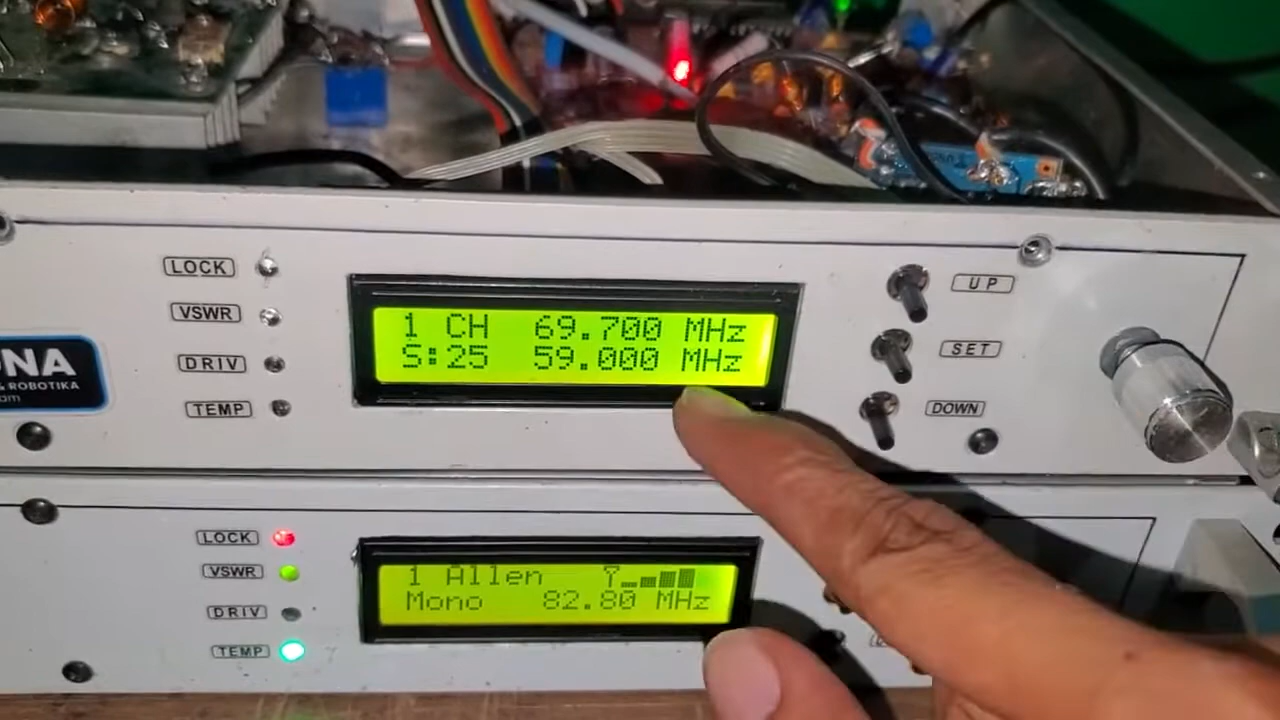 LOCK
VSWR
DRIV
TEMP
NA
& ROBOTIKA
1 CH 69.700 MHz
S:25 59.000 MHz
UP
SET
DOWN
LOCK
VSWR
DRIV
TEMP
1 Allen
Mono 82.80 MHz